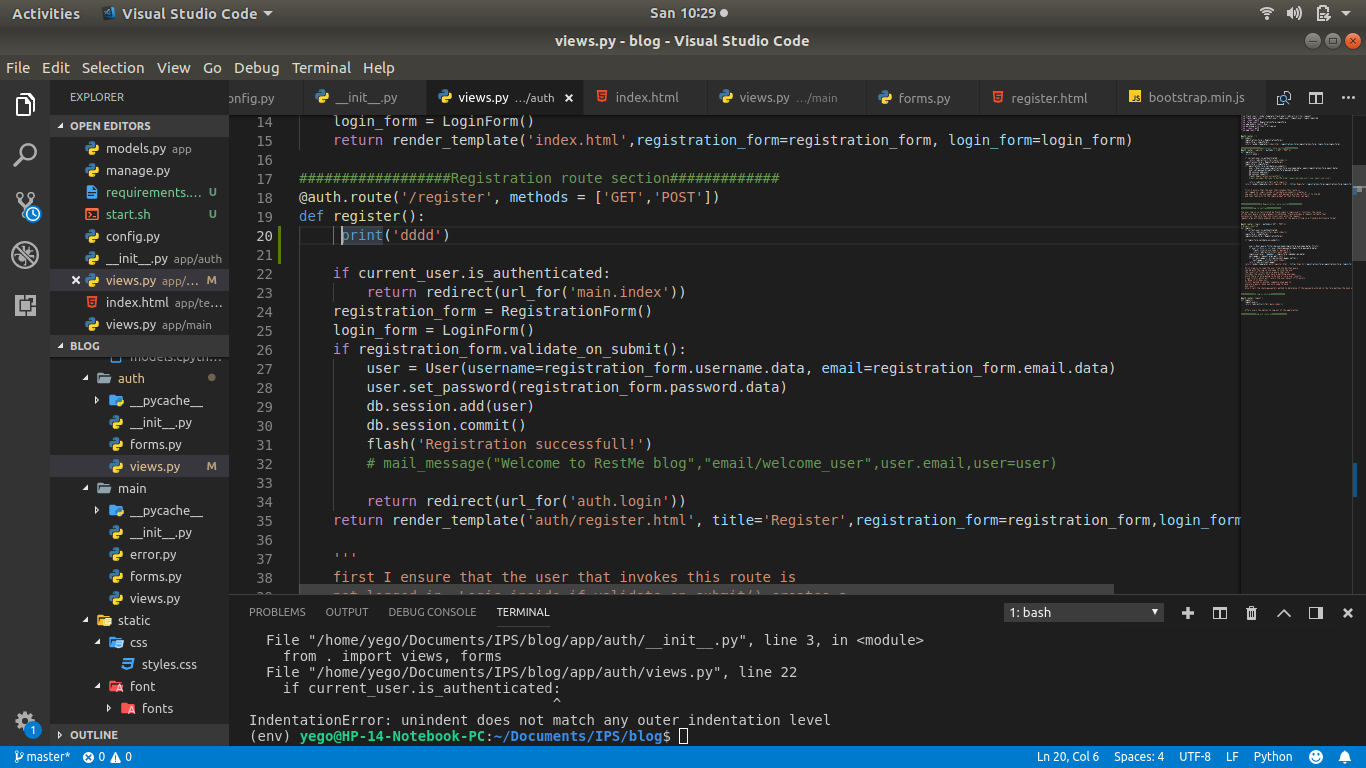 Activities Visual Studio Code San 10:29
views.py - blog - Visual Studio Code
File Edit Selection View Go Debug Terminal Help
EXPLORER
OPEN EDITORS
models.py app
manage.py
requirements.... U
start.sh U
config.py
__init__.py app/auth
views.py app/... M
index.html app/te...
views.py app/main
BLOG
models.cpyth...
auth
__pycache__
__init__.py
forms.py
views.py M
main
__pycache__
__init__.py
error.py
forms.py
views.py
static
css
styles.css
font
fonts
OUTLINE
1
onfig.py __init__.py views.py .../auth index.html views.py .../main forms.py register.html bootstrap.min.js
14 login_form = LoginForm()
15 return render_template('index.html',registration_form=registration_form, login_form=login_form)
16
17 ##################Registration route section#############
18 @auth.route('/register', methods = ['GET','POST'])
19 def register():
20 print('dddd')
21
22 if current_user.is_authenticated:
23 return redirect(url_for('main.index'))
24 registration_form = RegistrationForm()
25 login_form = LoginForm()
26 if registration_form.validate_on_submit():
27 user = User(username=registration_form.username.data, email=registration_form.email.data)
28 user.set_password(registration_form.password.data)
29 db.session.add(user)
30 db.session.commit()
31 flash('Registration successfull!')
32 # mail_message("Welcome to RestMe blog","email/welcome_user",user.email,user=user)
33
34 return redirect(url_for('auth.login'))
35 return render_template('auth/register.html', title='Register',registration_form=registration_form,login_form
36
37 '''
38 first I ensure that the user that invokes this route is
PROBLEMS OUTPUT DEBUG CONSOLE TERMINAL 1: bash
File "/home/yego/Documents/IPS/blog/app/auth/__init__.py", line 3, in <module>
from . import views, forms
File "/home/yego/Documents/IPS/blog/app/auth/views.py", line 22
if current_user.is_authenticated:
^
IndentationError: unindent does not match any outer indentation level
(env) yego@HP-14-Notebook-PC:~/Documents/IPS/blog$
master* 0 0 Ln 20, Col 6 Spaces: 4 UTF-8 LF Python